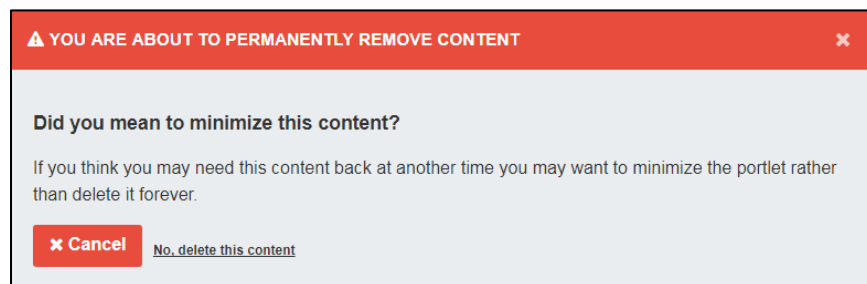 YOU ARE ABOUT TO PERMANENTLY REMOVE CONTENT
Did you mean to minimize this content?
If you think you may need this content back at another time you may want to minimize the portlet rather
than delete it forever.
Cancel
No, delete this content